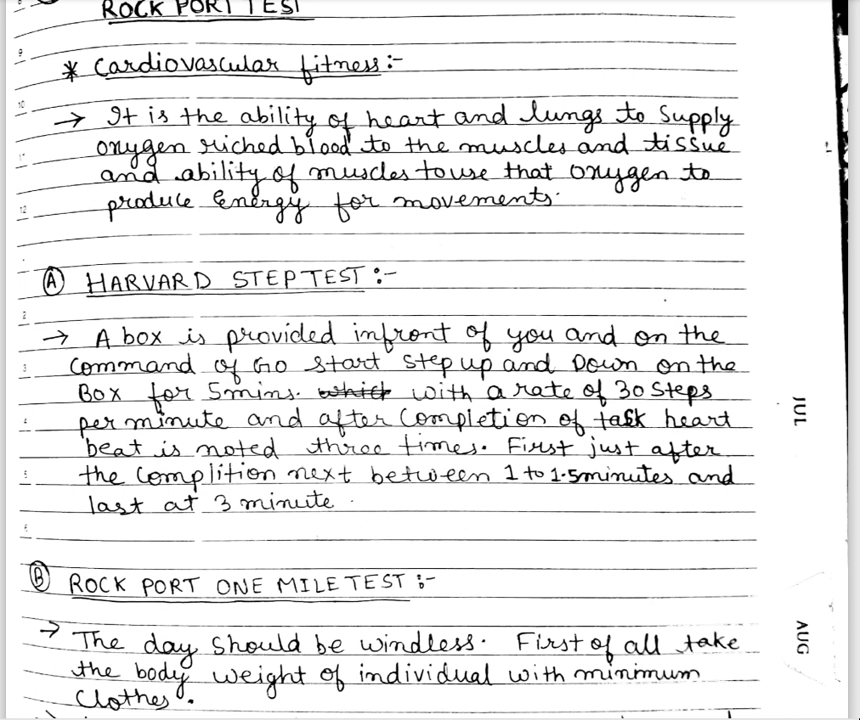 ROCK PORT TEST
* Cardiovascular fitness :-
→ It is the ability of heart and lungs to Supply
oxygen riched blood to the muscles and tissue
and ability of muscles to use that oxygen to
produce Energy for movements.
Ⓐ HARVARD STEP TEST :-
→ A box is provided infront of you and on the
Command of GO start step up and Down on the
Box for 5mins. which with a rate of 30 Steps
per minute and after Completion of task heart
beat is noted three times. First just after
the Complition next between 1 to 1.5minutes and
last at 3 minute.
Ⓑ ROCK PORT ONE MILE TEST :-
→ The day should be windless. First of all take
the body weight of individual with minimum
Clothes.
JUL
AUG